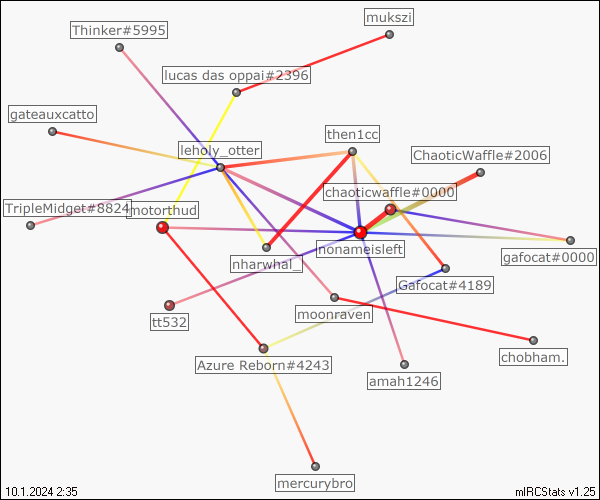 mukszi
Thinker#5995
lucas das oppai#2396
gateauxcatto
then1cc
leholy_otter
ChaoticWaffle#2006
chaoticwaffle#0000
TripleMidget#8824
motorthud
nonameisleft
gafocat#0000
nharwhal_
Gafocat#4189
moonraven
tt532
chobham.
Azure Reborn#4243
amah1246
mercurybro
10.1.2024 2:35
mIRCStats v1.25